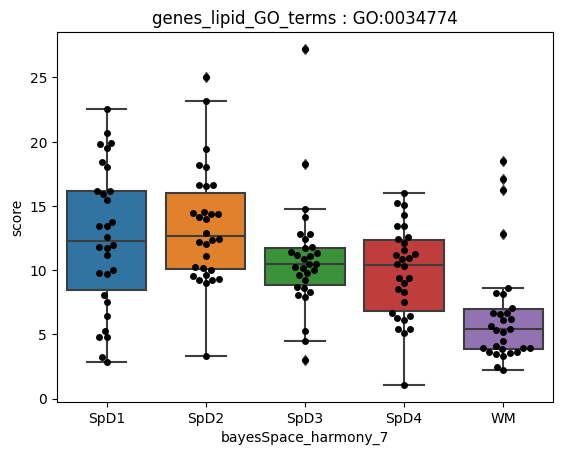 genes_lipid_GO_terms : GO:0034774
25
20
15
10
5
0
score
SpD1 SpD2 SpD3 SpD4 WM
bayesSpace_harmony_7